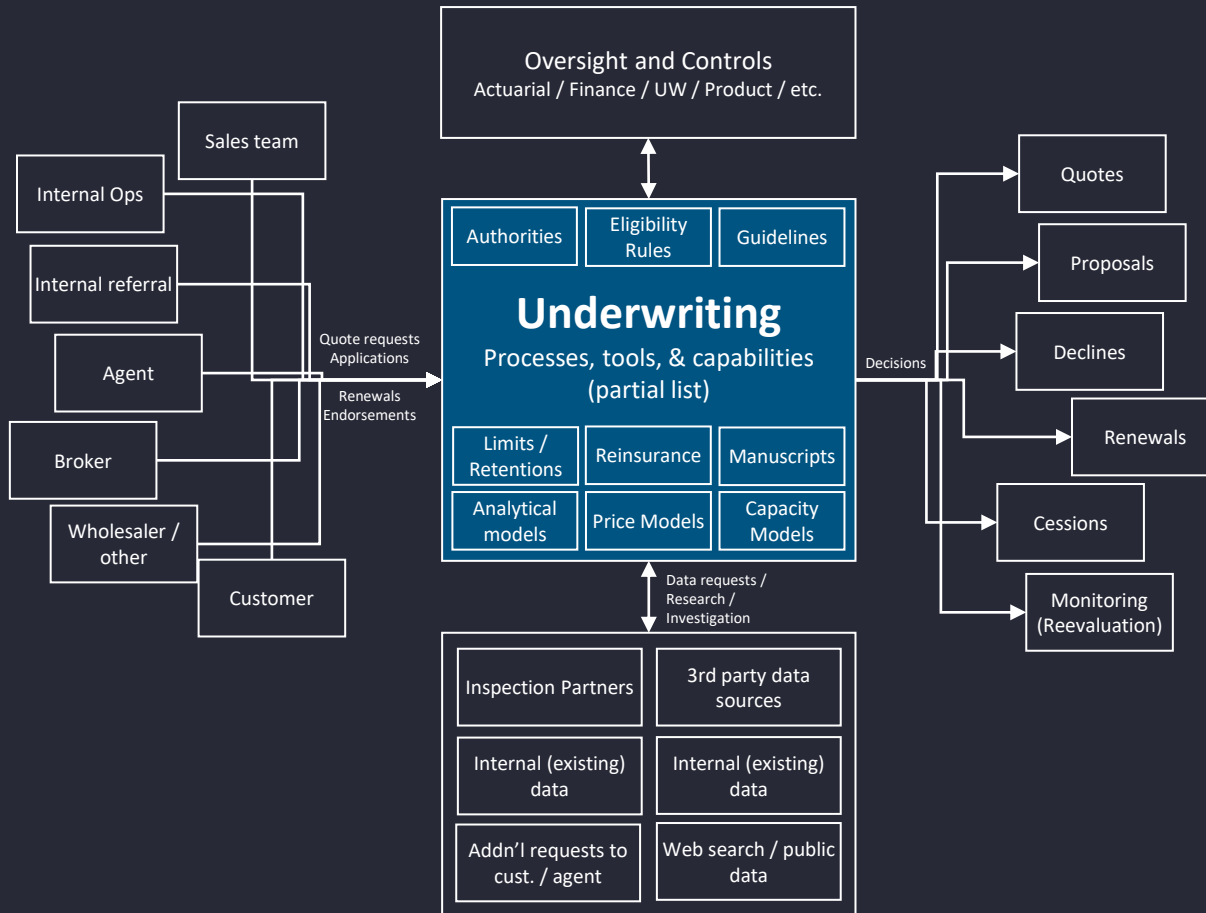 Oversight and Controls
Actuarial / Finance / UW / Product / etc.
Sales team
Internal Ops
Internal referral
Agent
Broker
Wholesaler /
other
Customer
Quote requests
Applications
Renewals
Endorsements
Authorities
Eligibility
Rules
Guidelines
Underwriting
Processes, tools, & capabilities
(partial list)
Limits /
Retentions
Reinsurance
Manuscripts
Analytical
models
Price Models
Capacity
Models
Decisions
Quotes
Proposals
Declines
Renewals
Cessions
Monitoring
(Reevaluation)
Data requests /
Research /
Investigation
Inspection Partners
3rd party data
sources
Internal (existing)
data
Internal (existing)
data
Addn’l requests to
cust. / agent
Web search / public
data